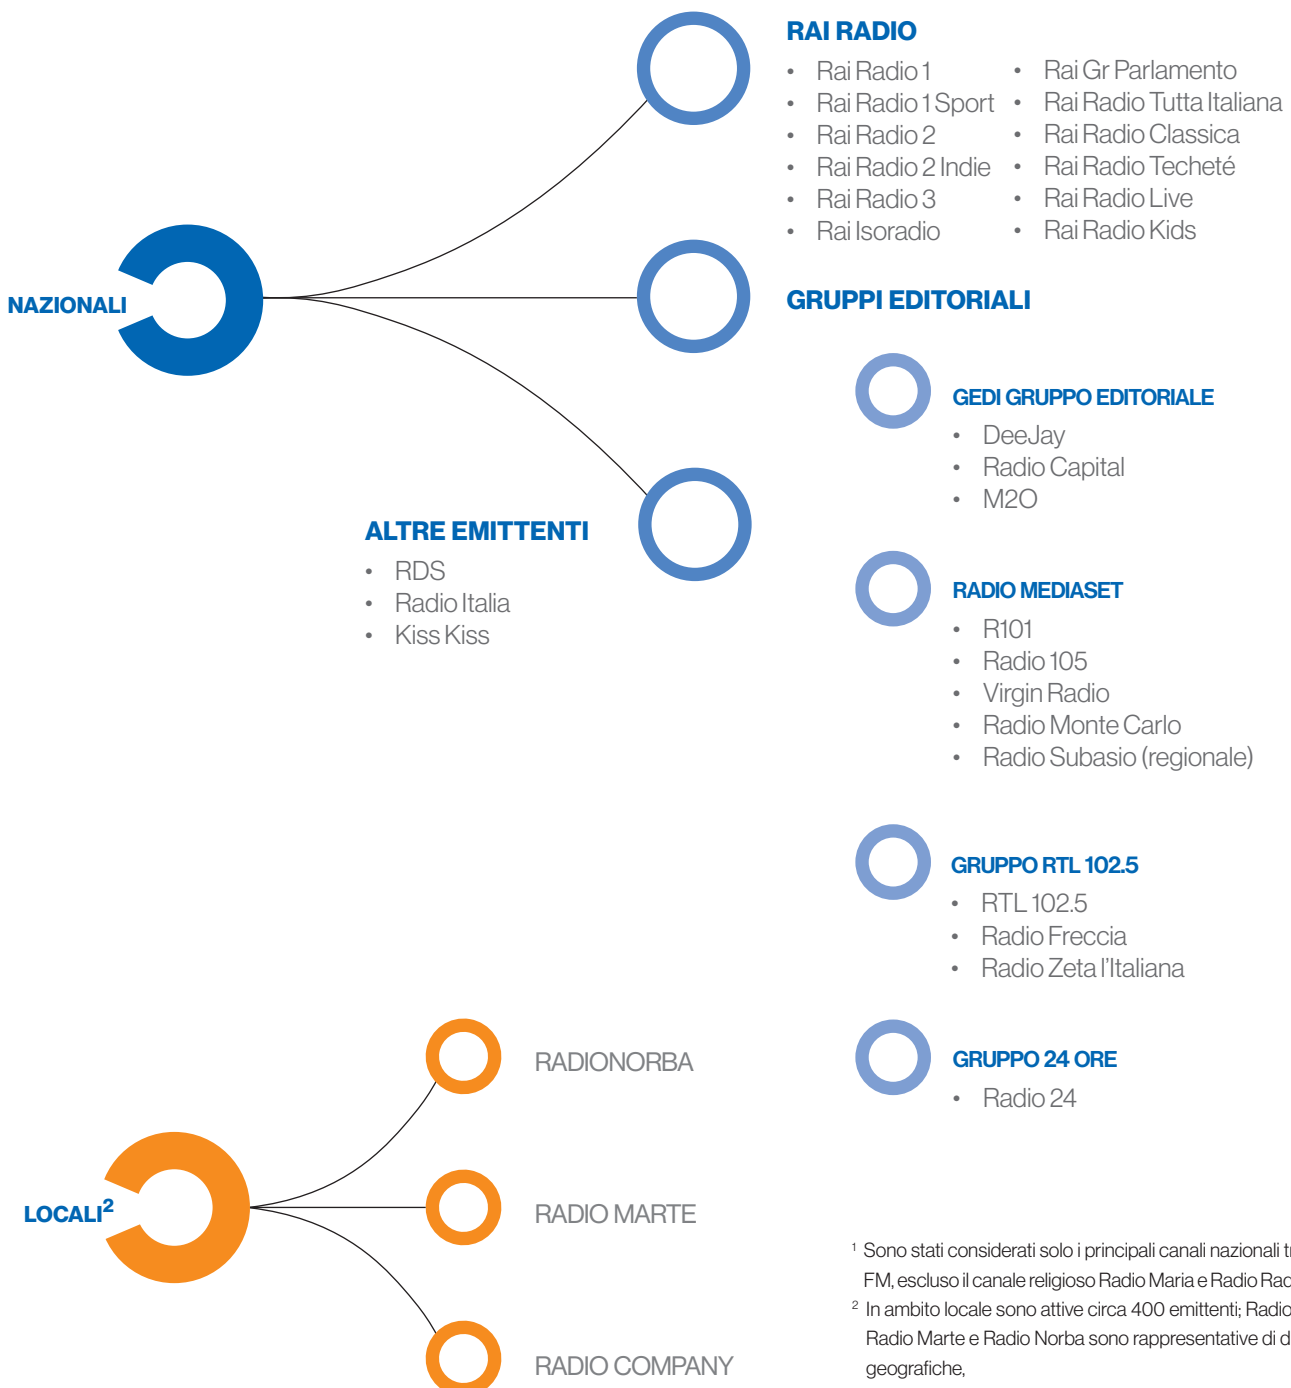 RAI RADIO
• Rai Radio 1
• Rai Radio 1 Sport
• Rai Radio 2
• Rai Radio 2 Indie
• Rai Radio 3
• Rai Isoradio
• Rai Gr Parlamento
• Rai Radio Tutta Italiana
• Rai Radio Classica
• Rai Radio Techeté
• Rai Radio Live
• Rai Radio Kids
NAZIONALI
GRUPPI EDITORIALI
GEDI GRUPPO EDITORIALE
• DeeJay
• Radio Capital
• M2O
ALTRE EMITTENTI
• RDS
• Radio Italia
• Kiss Kiss
RADIO MEDIASET
• R101
• Radio 105
• Virgin Radio
• Radio Monte Carlo
• Radio Subasio (regionale)
GRUPPO RTL 102.5
• RTL 102.5
• Radio Freccia
• Radio Zeta l'Italiana
GRUPPO 24 ORE
• Radio 24
LOCALI²
RADIONORBA
RADIO MARTE
RADIO COMPANY
¹ Sono stati considerati solo i principali canali nazionali
FM, escluso il canale religioso Radio Maria e Radio
² In ambito locale sono attive circa 400 emittenti; Radio
Radio Marte e Radio Norba sono rappresentative di
geografiche,